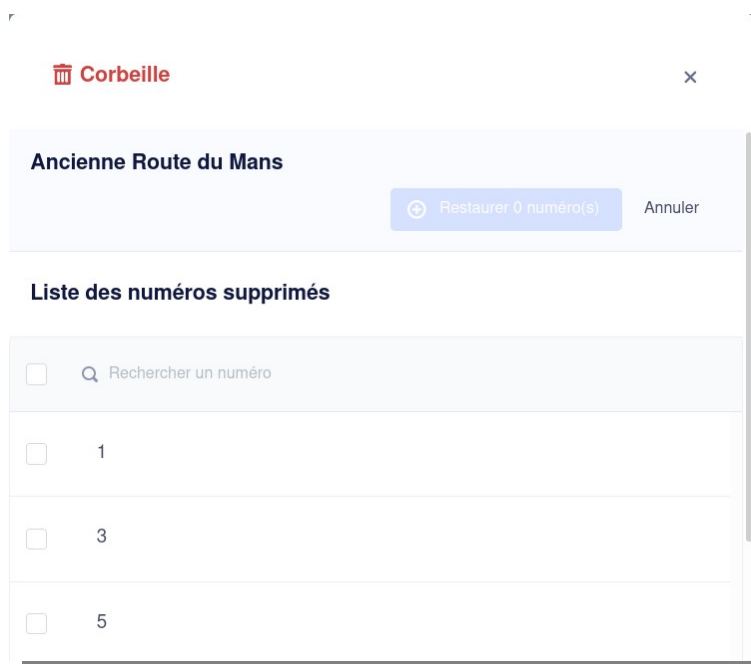 Corbeille
Ancienne Route du Mans
Restaurer 0 numéro(s) Annuler
Liste des numéros supprimés
Rechercher un numéro
1
3
5